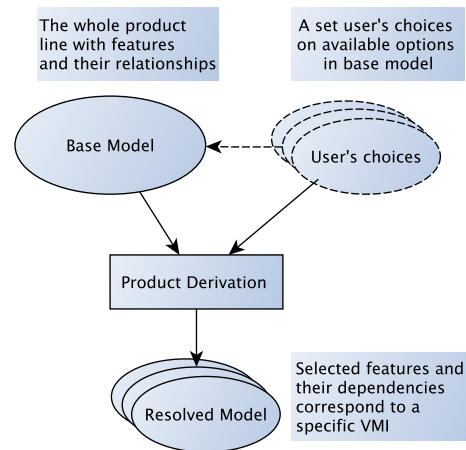 The whole product
line with features
and their relationships
A set user's choices
on available options
in base model
Base Model
User's choices
Product Derivation
Resolved Model
Selected features and
their dependencies
correspond to a
specific VMI